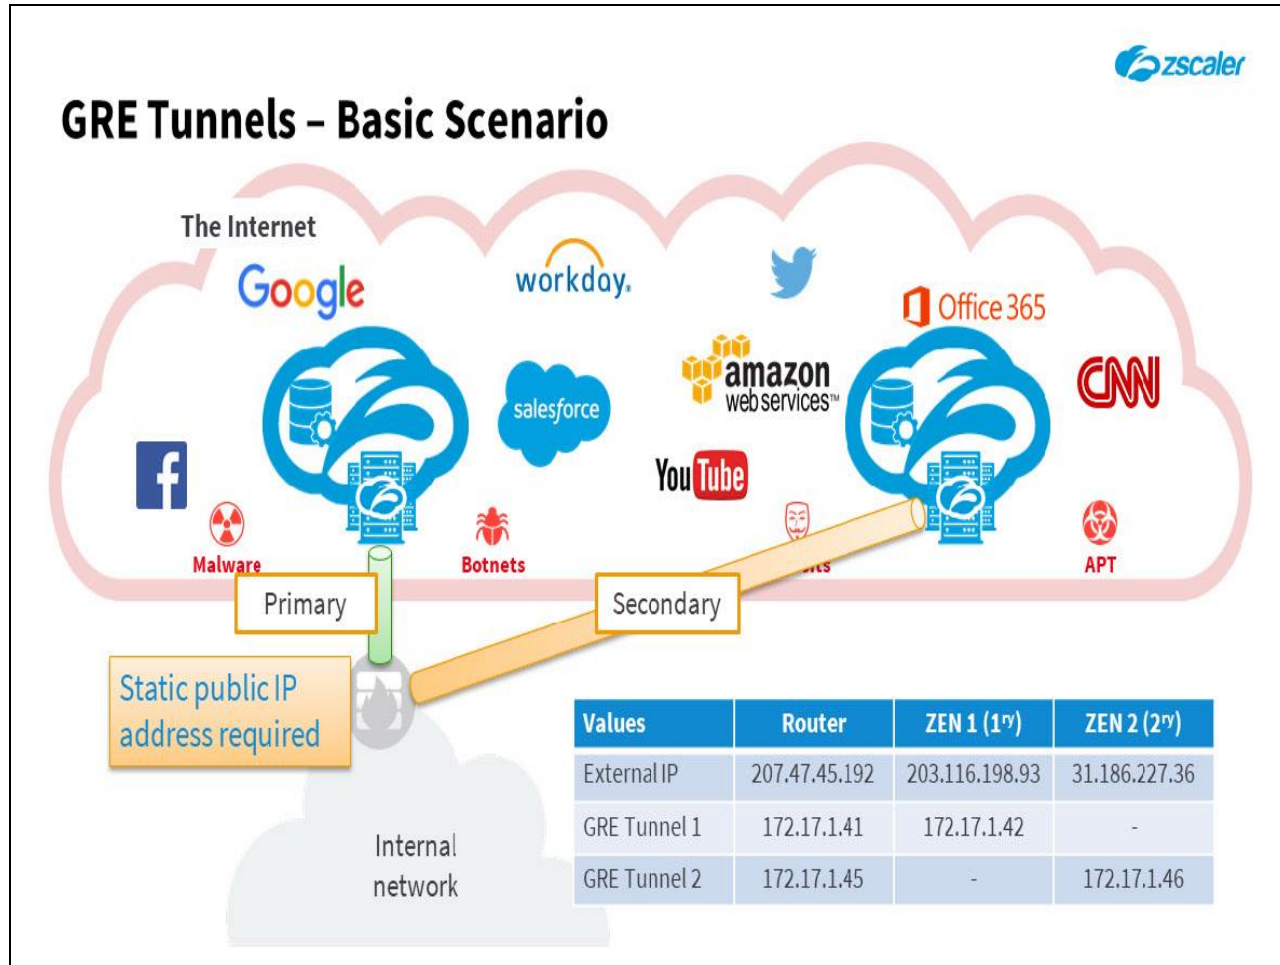 zscaler
GRE Tunnels – Basic Scenario
The Internet
Google
workday.
Office 365
amazon
web services™
CNN
salesforce
You Tube
f
Malware
Botnets
APT
Primary
Secondary
Static public IP
address required
Internal
network
Values Router ZEN 1 (1ʳʸ) ZEN 2 (2ʳʸ)
External IP 207.47.45.192 203.116.198.93 31.186.227.36
GRE Tunnel 1 172.17.1.41 172.17.1.42 -
GRE Tunnel 2 172.17.1.45 - 172.17.1.46